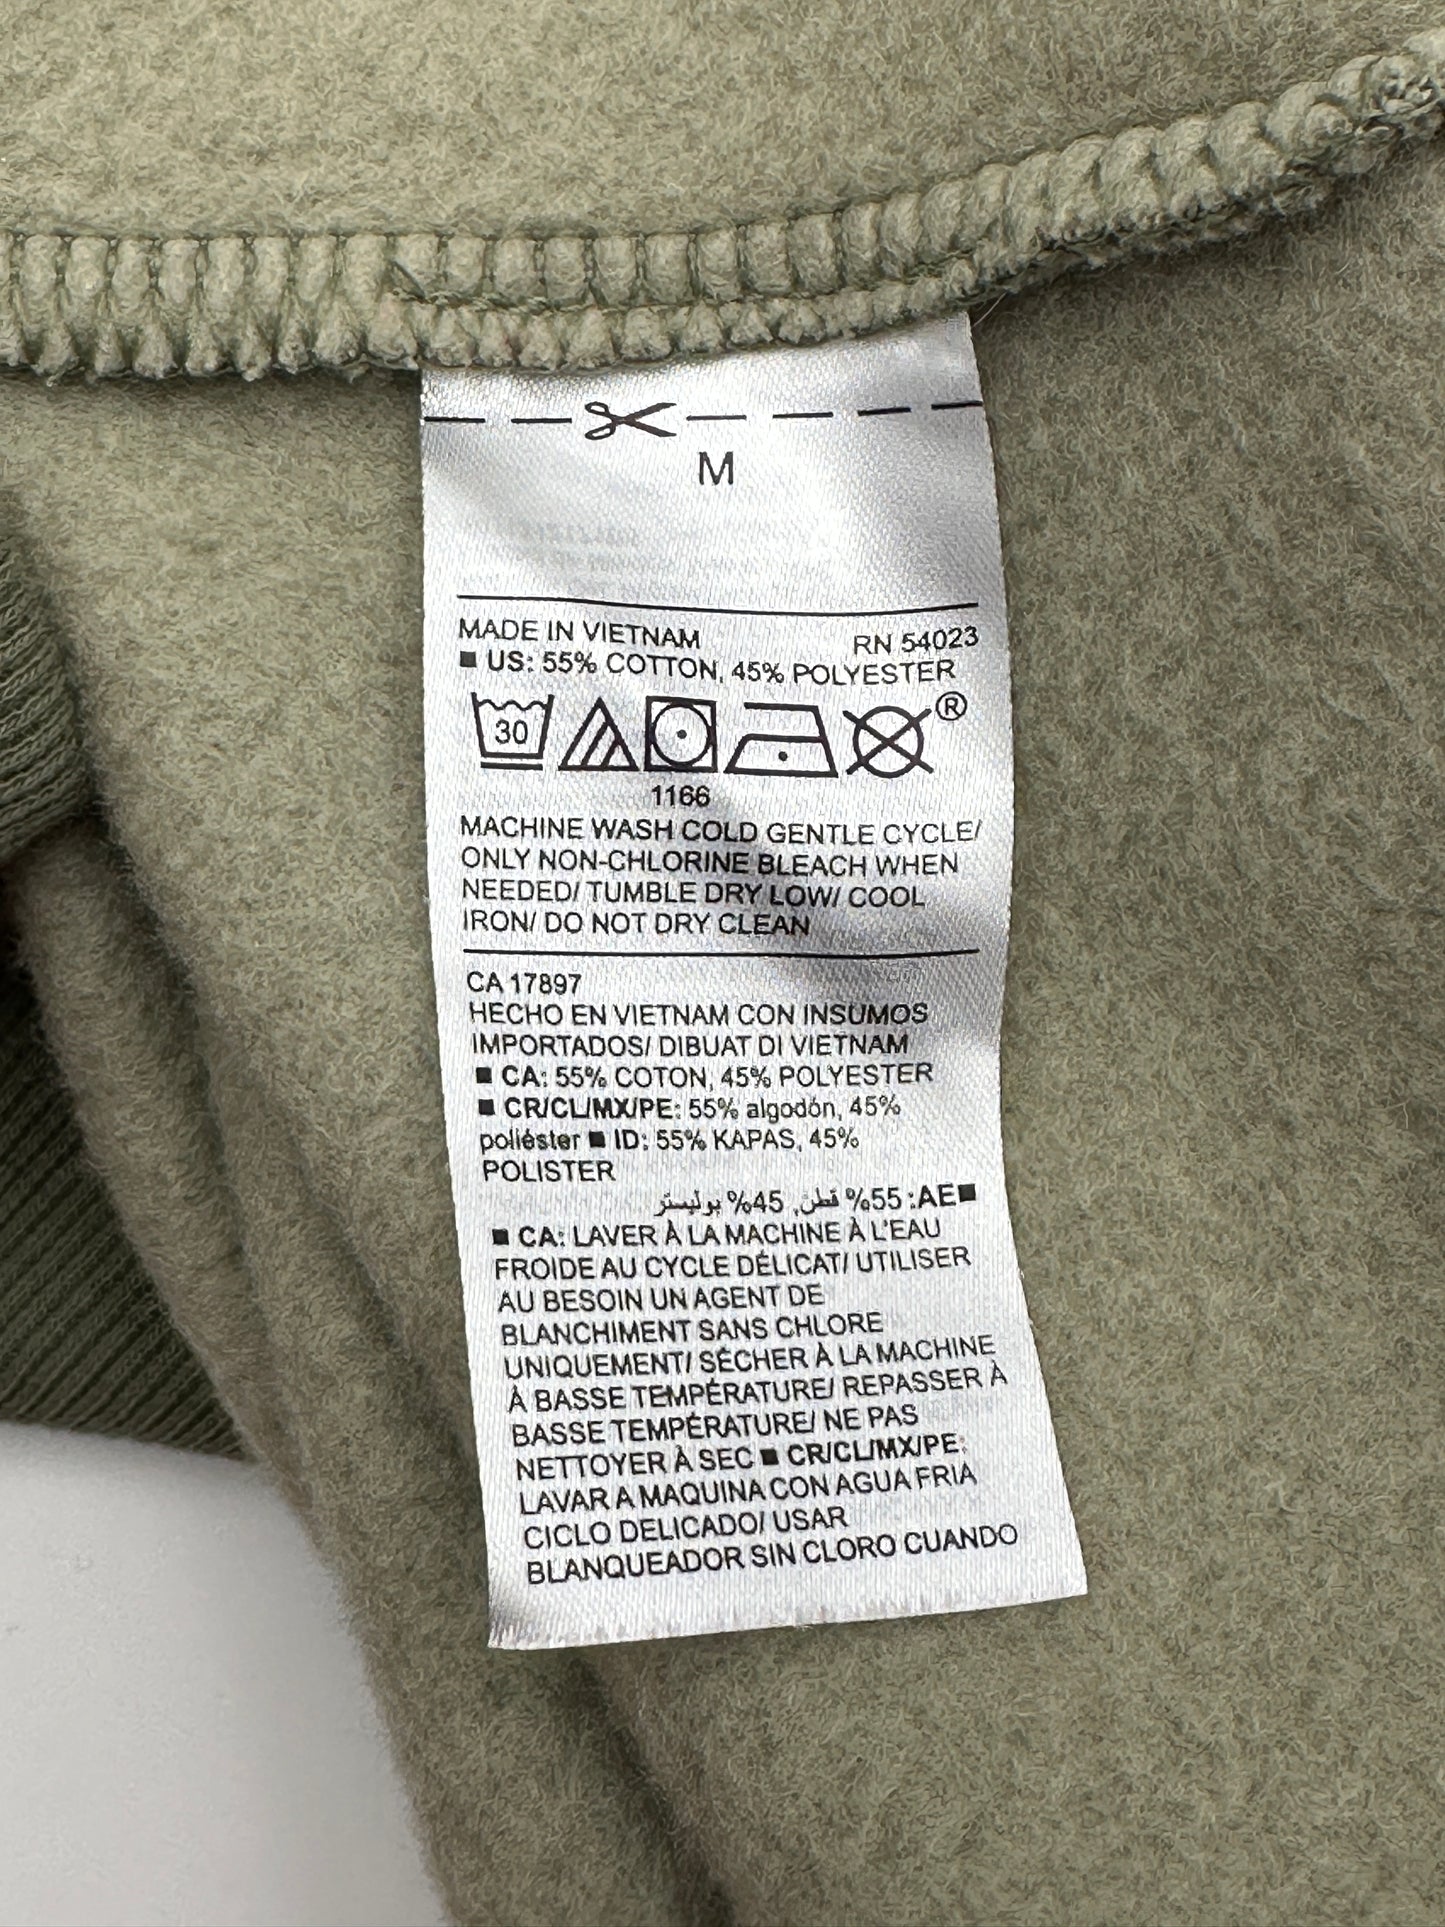 M
MADE IN VIETNAM RN 54023
■ US: 55% COTTON, 45% POLYESTER
30 ®
1166
MACHINE WASH COLD GENTLE CYCLE/
ONLY NON-CHLORINE BLEACH WHEN
NEEDED/ TUMBLE DRY LOW/ COOL
IRON/ DO NOT DRY CLEAN
CA 17897
HECHO EN VIETNAM CON INSUMOS
IMPORTADOS/ DIBUAT DI VIETNAM
■ CA: 55% COTON, 45% POLYESTER
■ CR/CL/MX/PE: 55% algodón, 45%
poliéster ■ ID: 55% KAPAS, 45%
POLISTER
■AE: 55% قطن, 45% بوليستر
■ CA: LAVER À LA MACHINE À L'EAU
FROIDE AU CYCLE DÉLICAT/ UTILISER
AU BESOIN UN AGENT DE
BLANCHIMENT SANS CHLORE
UNIQUEMENT/ SÉCHER À LA MACHINE
À BASSE TEMPÉRATURE/ REPASSER À
BASSE TEMPÉRATURE/ NE PAS
NETTOYER À SEC ■ CR/CL/MX/PE:
LAVAR A MAQUINA CON AGUA FRIA
CICLO DELICADO/ USAR
BLANQUEADOR SIN CLORO CUANDO